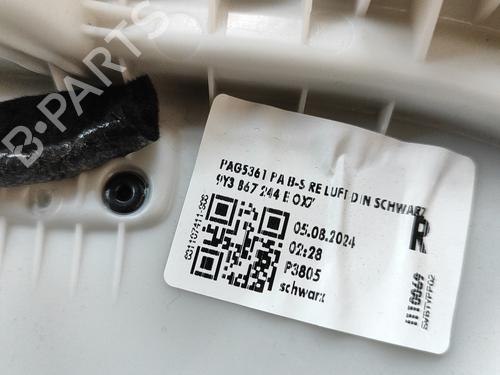 B-PARTS
PAG5361 PA B-S RE LUFT DIN SCHWARZ
9Y3 867 244 E OX7
05.08.2024
R
02:28
P3805
schwarz